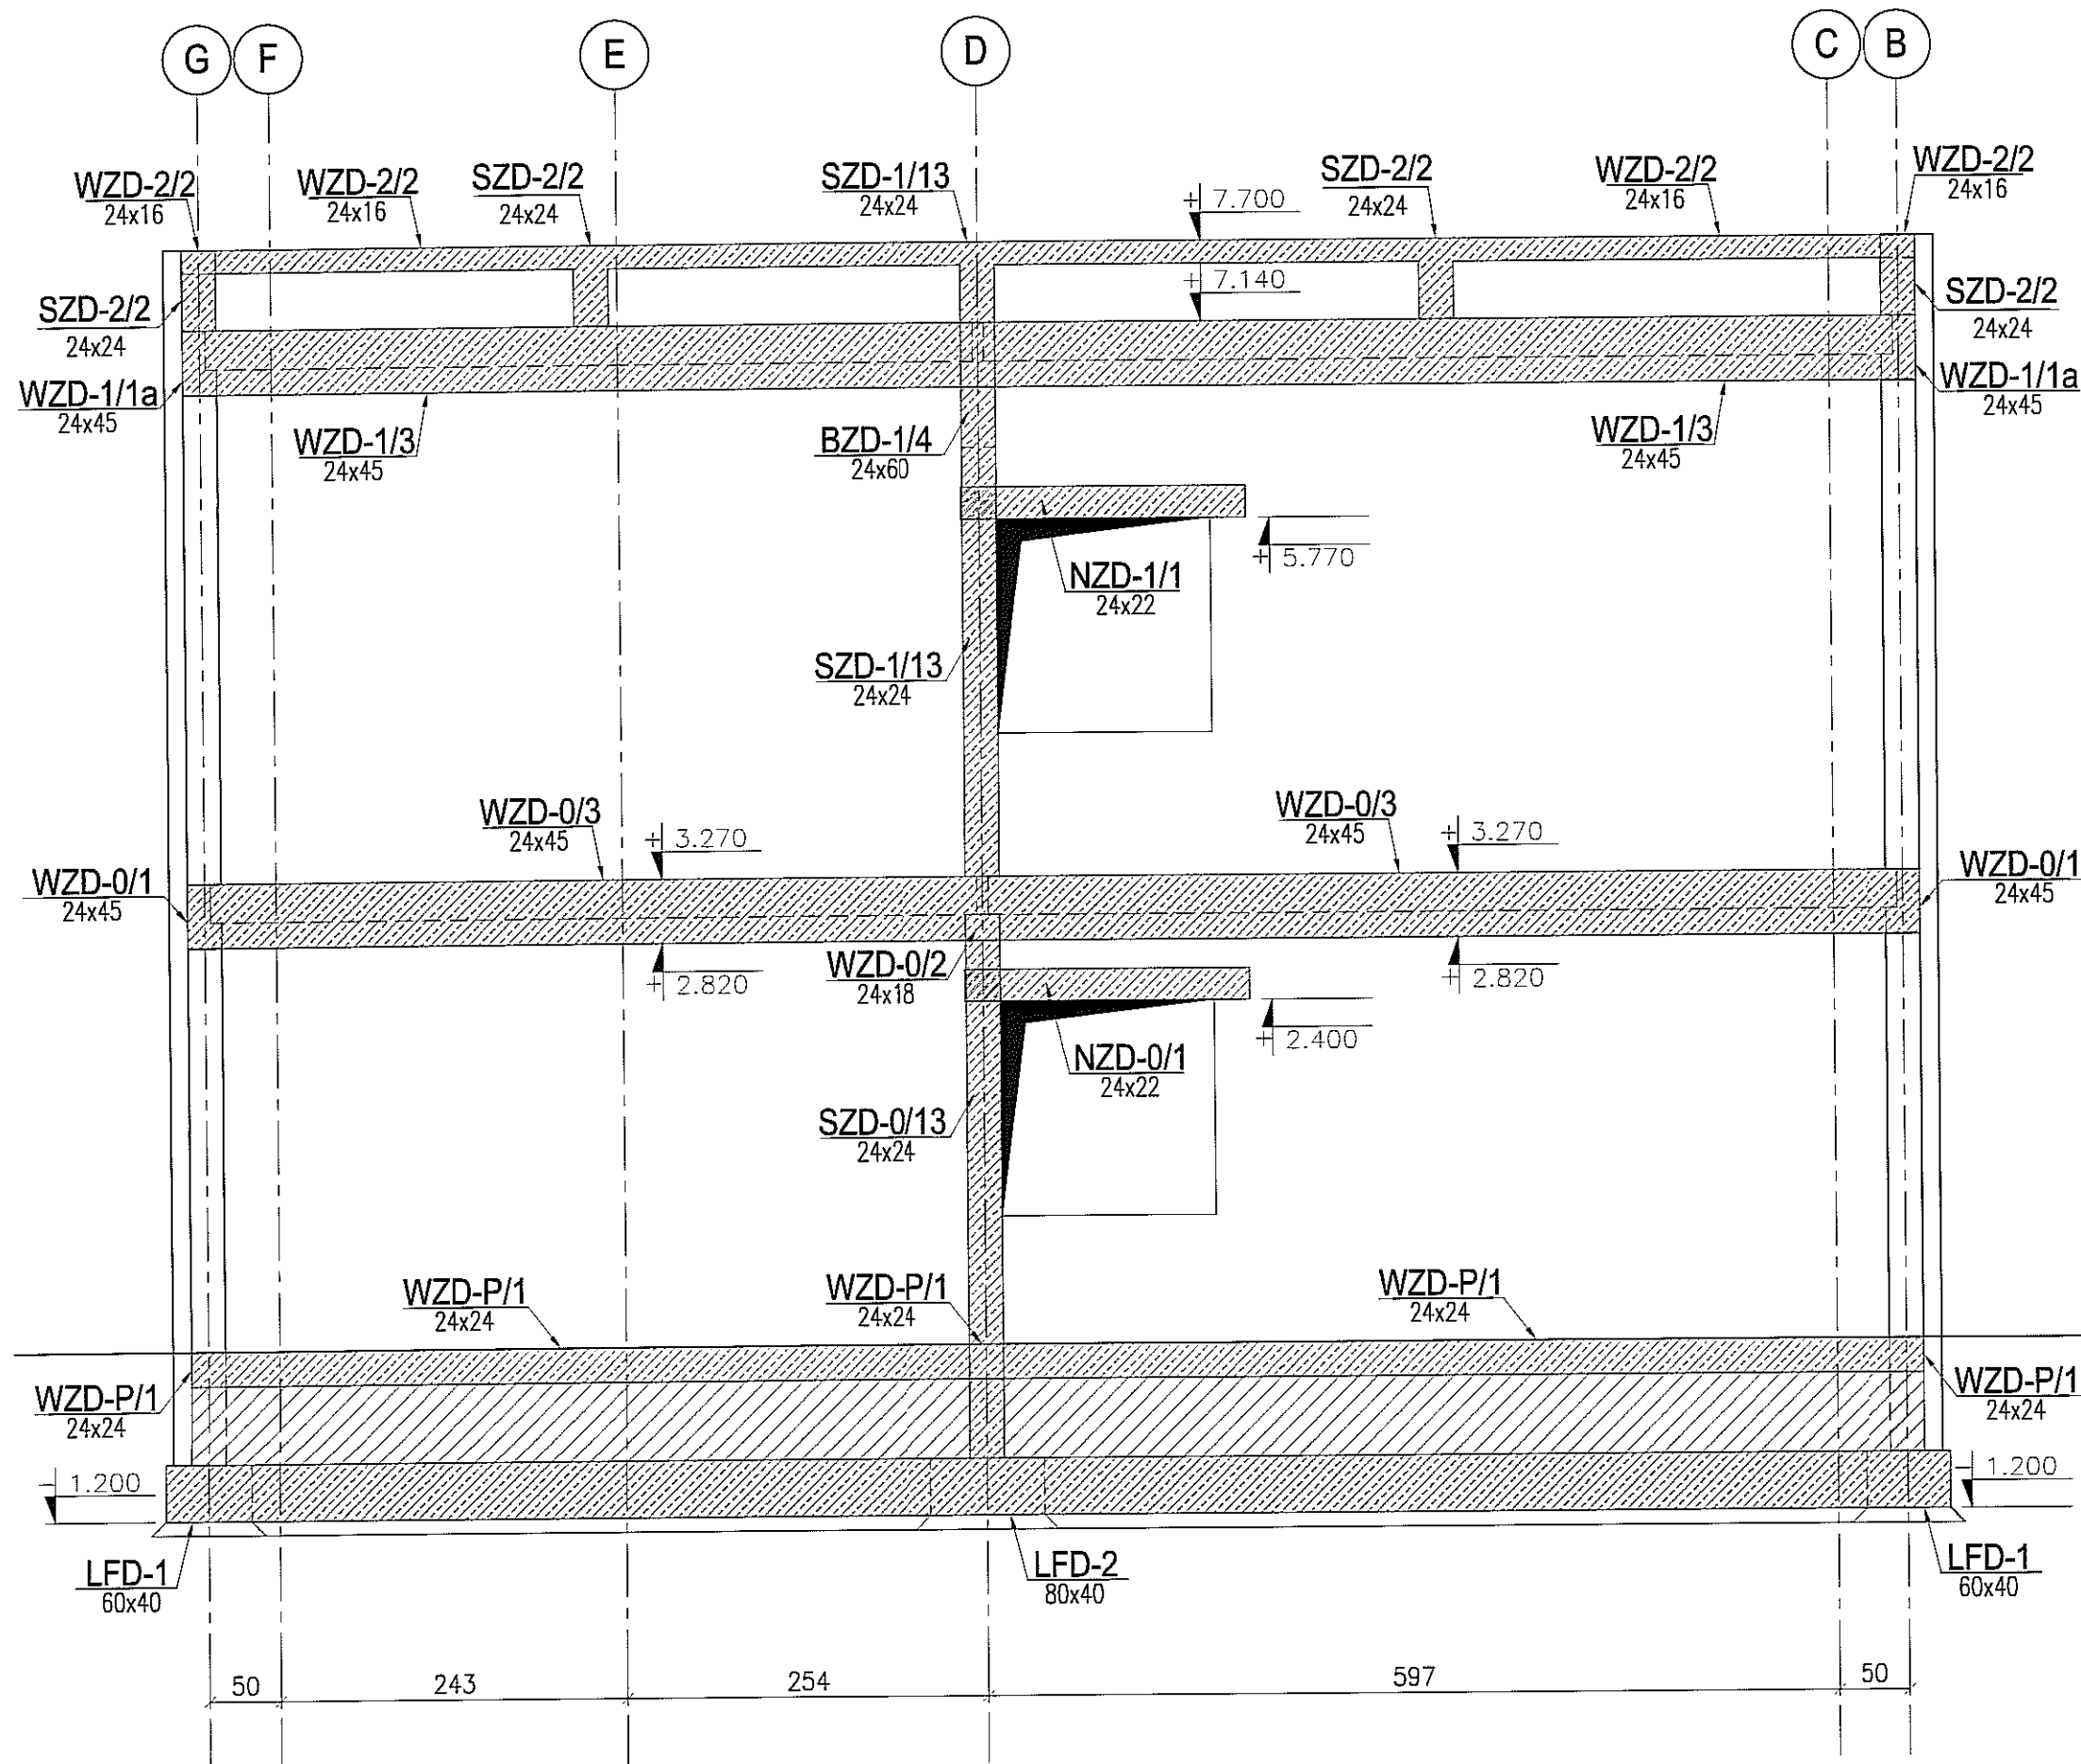 G F E D C B
WZD-2/2
24x16
WZD-2/2
24x16
SZD-2/2
24x24
SZD-1/13
24x24
+ 7.700
SZD-2/2
24x24
WZD-2/2
24x16
WZD-2/2
24x16
+ 7.140
SZD-2/2
24x24
SZD-2/2
24x24
WZD-1/1a
24x45
WZD-1/1a
24x45
WZD-1/3
24x45
BZD-1/4
24x60
WZD-1/3
24x45
+ 5.770
NZD-1/1
24x22
SZD-1/13
24x24
WZD-0/3
24x45
+ 3.270
WZD-0/3
24x45
+ 3.270
WZD-0/1
24x45
WZD-0/1
24x45
+ 2.820
WZD-0/2
24x18
+ 2.820
+ 2.400
NZD-0/1
24x22
SZD-0/13
24x24
WZD-P/1
24x24
WZD-P/1
24x24
WZD-P/1
24x24
WZD-P/1
24x24
WZD-P/1
24x24
- 1.200
- 1.200
LFD-1
60x40
LFD-2
80x40
LFD-1
60x40
50 243 254 597 50